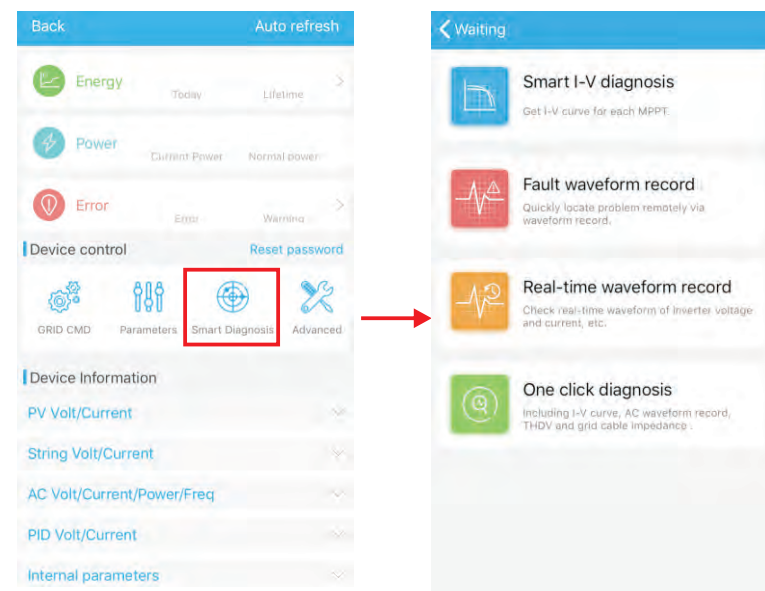 Back
Auto refresh
Energy
Today
Lifetime
Power
Current Power
Normal power
Error
Error
Warning
Device control
Reset password
GRID CMD
Parameters
Smart Diagnosis
Advanced
Device Information
PV Volt/Current
String Volt/Current
AC Volt/Current/Power/Freq
PID Volt/Current
Internal parameters
Waiting
Smart I-V diagnosis
Get I-V curve for each MPPT.
Fault waveform record
Quickly locate problem remotely via
waveform record.
Real-time waveform record
Check real-time waveform of inverter voltage
and current, etc.
One click diagnosis
Including I-V curve, AC waveform record,
THDV and grid cable impedance .